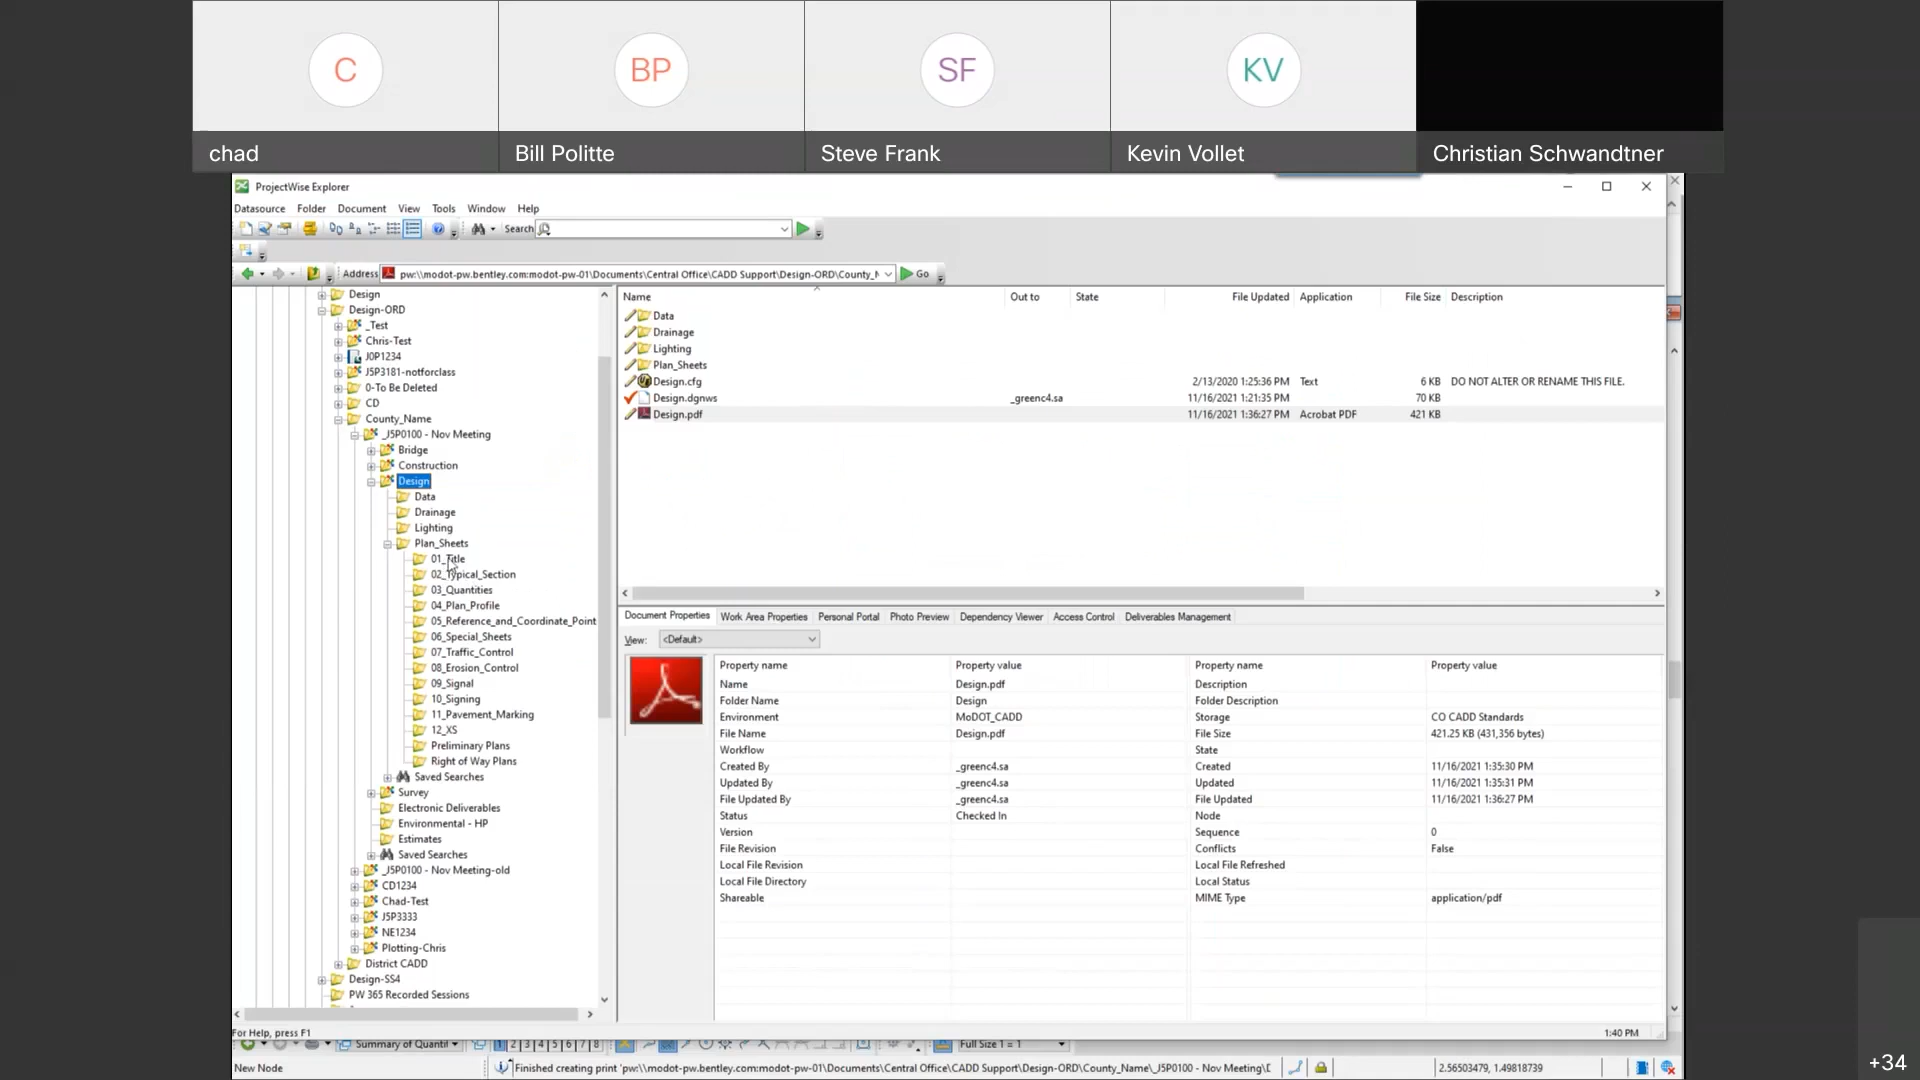 C
BP
SF
KV
chad
Bill Politte
Steve Frank
Kevin Vollet
Christian Schwandtner
ProjectWise Explorer
Datasource Folder Document View Tools Window Help
Search
Address pw:\\modot-pw.bentley.com:modot-pw-01\Documents\Central Office\CADD Support\Design-ORD\County_N Go
Design
Design-ORD
_Test
Chris-Test
J0P1234
J5P3181-notforclass
0-To Be Deleted
CD
County_Name
_J5P0100 - Nov Meeting
Bridge
Construction
Design
Data
Drainage
Lighting
Plan_Sheets
01_Title
02_Typical_Section
03_Quantities
04_Plan_Profile
05_Reference_and_Coordinate_Point
06_Special_Sheets
07_Traffic_Control
08_Erosion_Control
09_Signal
10_Signing
11_Pavement_Marking
12_XS
Preliminary Plans
Right of Way Plans
Saved Searches
Survey
Electronic Deliverables
Environmental - HP
Estimates
Saved Searches
_J5P0100 - Nov Meeting-old
CD1234
Chad-Test
J5P3333
NE1234
Plotting-Chris
District CADD
Design-SS4
PW 365 Recorded Sessions
Name Out to State File Updated Application File Size Description
Data
Drainage
Lighting
Plan_Sheets
Design.cfg 2/13/2020 1:25:36 PM Text 6 KB DO NOT ALTER OR RENAME THIS FILE.
Design.dgnws _greenc4.sa 11/16/2021 1:21:35 PM 70 KB
Design.pdf 11/16/2021 1:36:27 PM Acrobat PDF 421 KB
Document Properties Work Area Properties Personal Portal Photo Preview Dependency Viewer Access Control Deliverables Management
View: <Default>
Property name Property value Property name Property value
Name Design.pdf Description
Folder Name Design Folder Description
Environment MoDOT_CADD Storage CO CADD Standards
File Name Design.pdf File Size 421.25 KB (431,356 bytes)
Workflow State
Created By _greenc4.sa Created 11/16/2021 1:35:30 PM
Updated By _greenc4.sa Updated 11/16/2021 1:35:31 PM
File Updated By _greenc4.sa File Updated 11/16/2021 1:36:27 PM
Status Checked In Node
Version Sequence 0
File Revision Conflicts False
Local File Revision Local File Refreshed
Local File Directory Local Status
Shareable MIME Type application/pdf
For Help, press F1 1:40 PM
Summary of Quantit 1 2 3 4 5 6 7 8 Full Size 1 = 1
New Node Finished creating print 'pw:\\modot-pw.bentley.com:modot-pw-01\Documents\Central Office\CADD Support\Design-ORD\County_Name\_J5P0100 - Nov Meeting\D 2.56503479, 1.49818739
+34